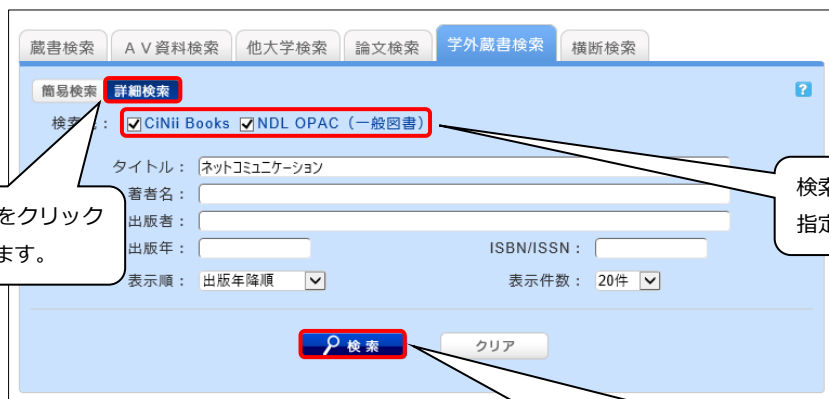 蔵書検索 AV資料検索 他大学検索 論文検索 学外蔵書検索 横断検索
簡易検索 詳細検索 ?
検索 : CiNii Books NDL OPAC（一般図書）
タイトル： ネットコミュニケーション
著者名：
検索
をクリック
出版者：
指定
ます。
出版年： ISBN/ISSN：
表示順： 出版年降順 表示件数： 20件
検索 クリア